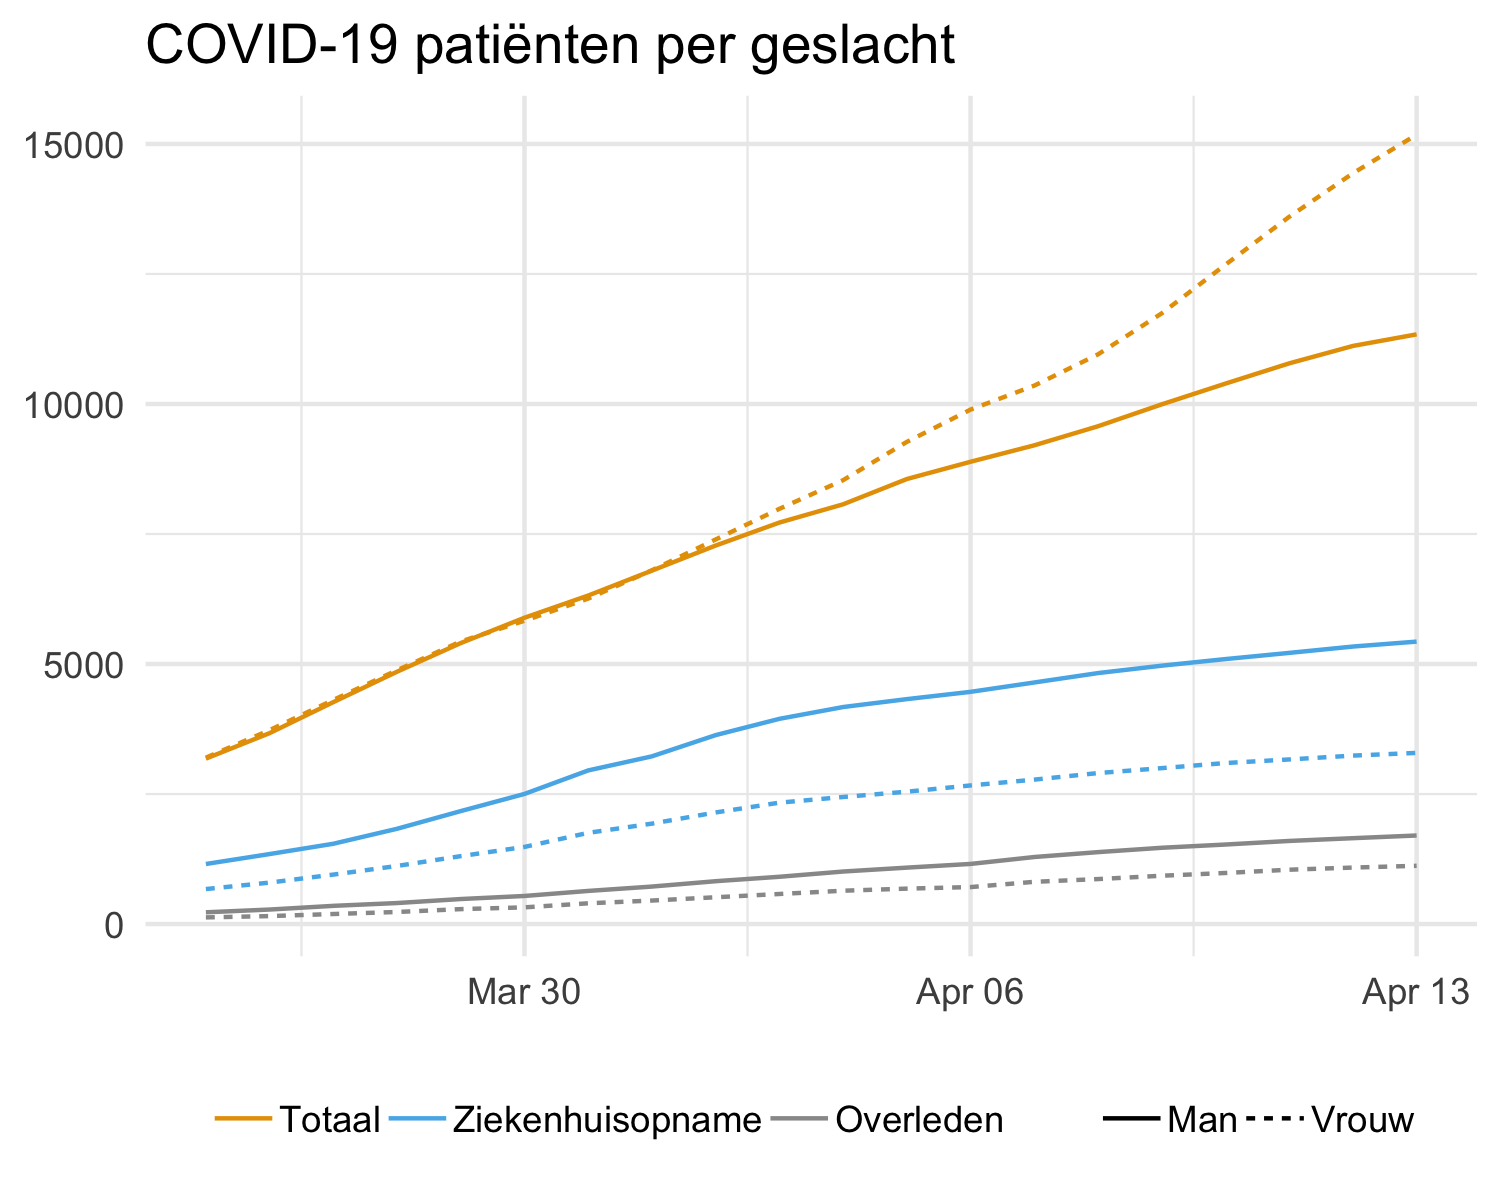 COVID-19 patiënten per geslacht
15000
10000
5000
0
Mar 30 Apr 06 Apr 13
Totaal Ziekenhuisopname Overleden Man Vrouw